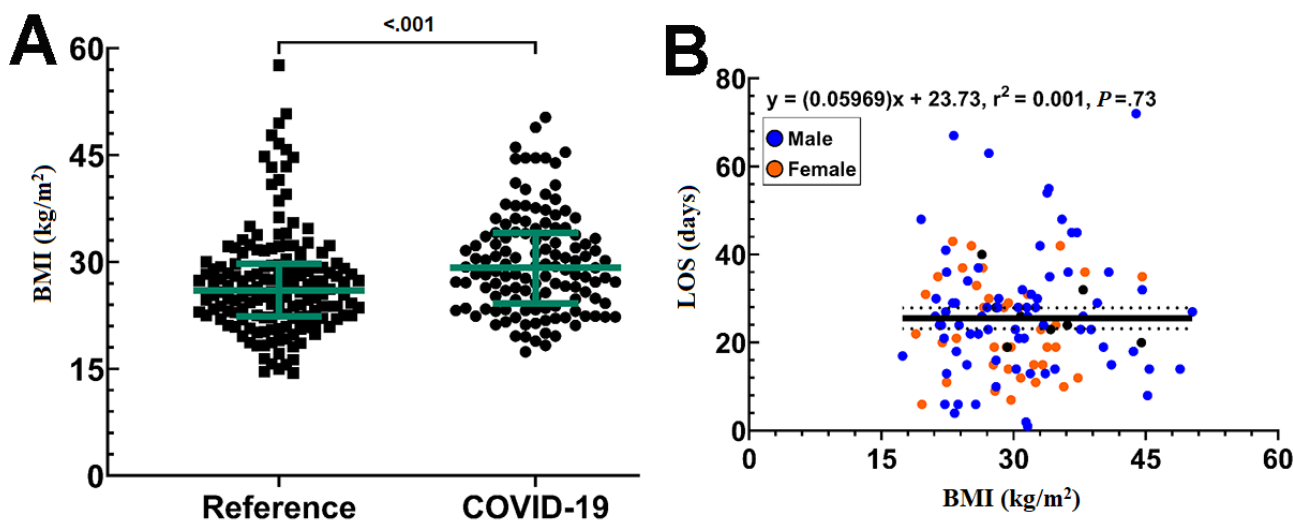 A
<.001
BMI (kg/m²)
60
45
30
15
0
Reference
COVID-19
B
y = (0.05969)x + 23.73, r² = 0.001, P=.73
Male
Female
LOS (days)
80
60
40
20
0
0
15
30
45
60
BMI (kg/m²)